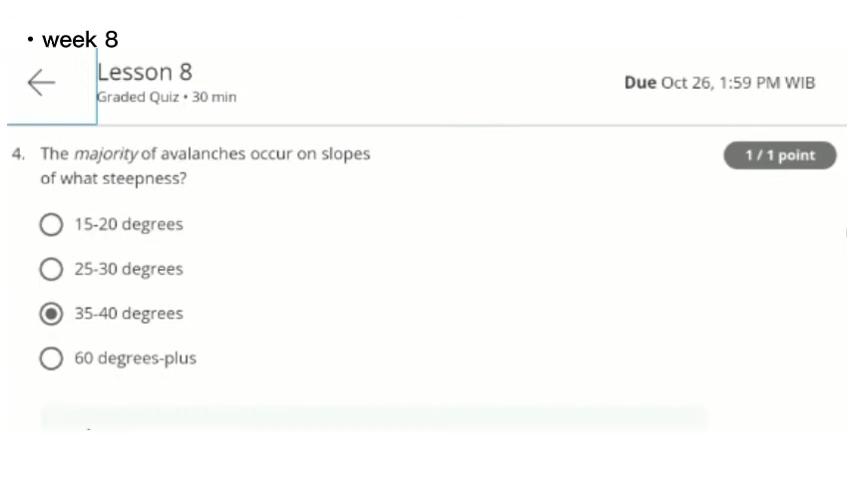 • week 8
Lesson 8
Graded Quiz • 30 min
Due Oct 26, 1:59 PM WIB
4. The majority of avalanches occur on slopes
of what steepness?
1 / 1 point
15-20 degrees
25-30 degrees
35-40 degrees
60 degrees-plus